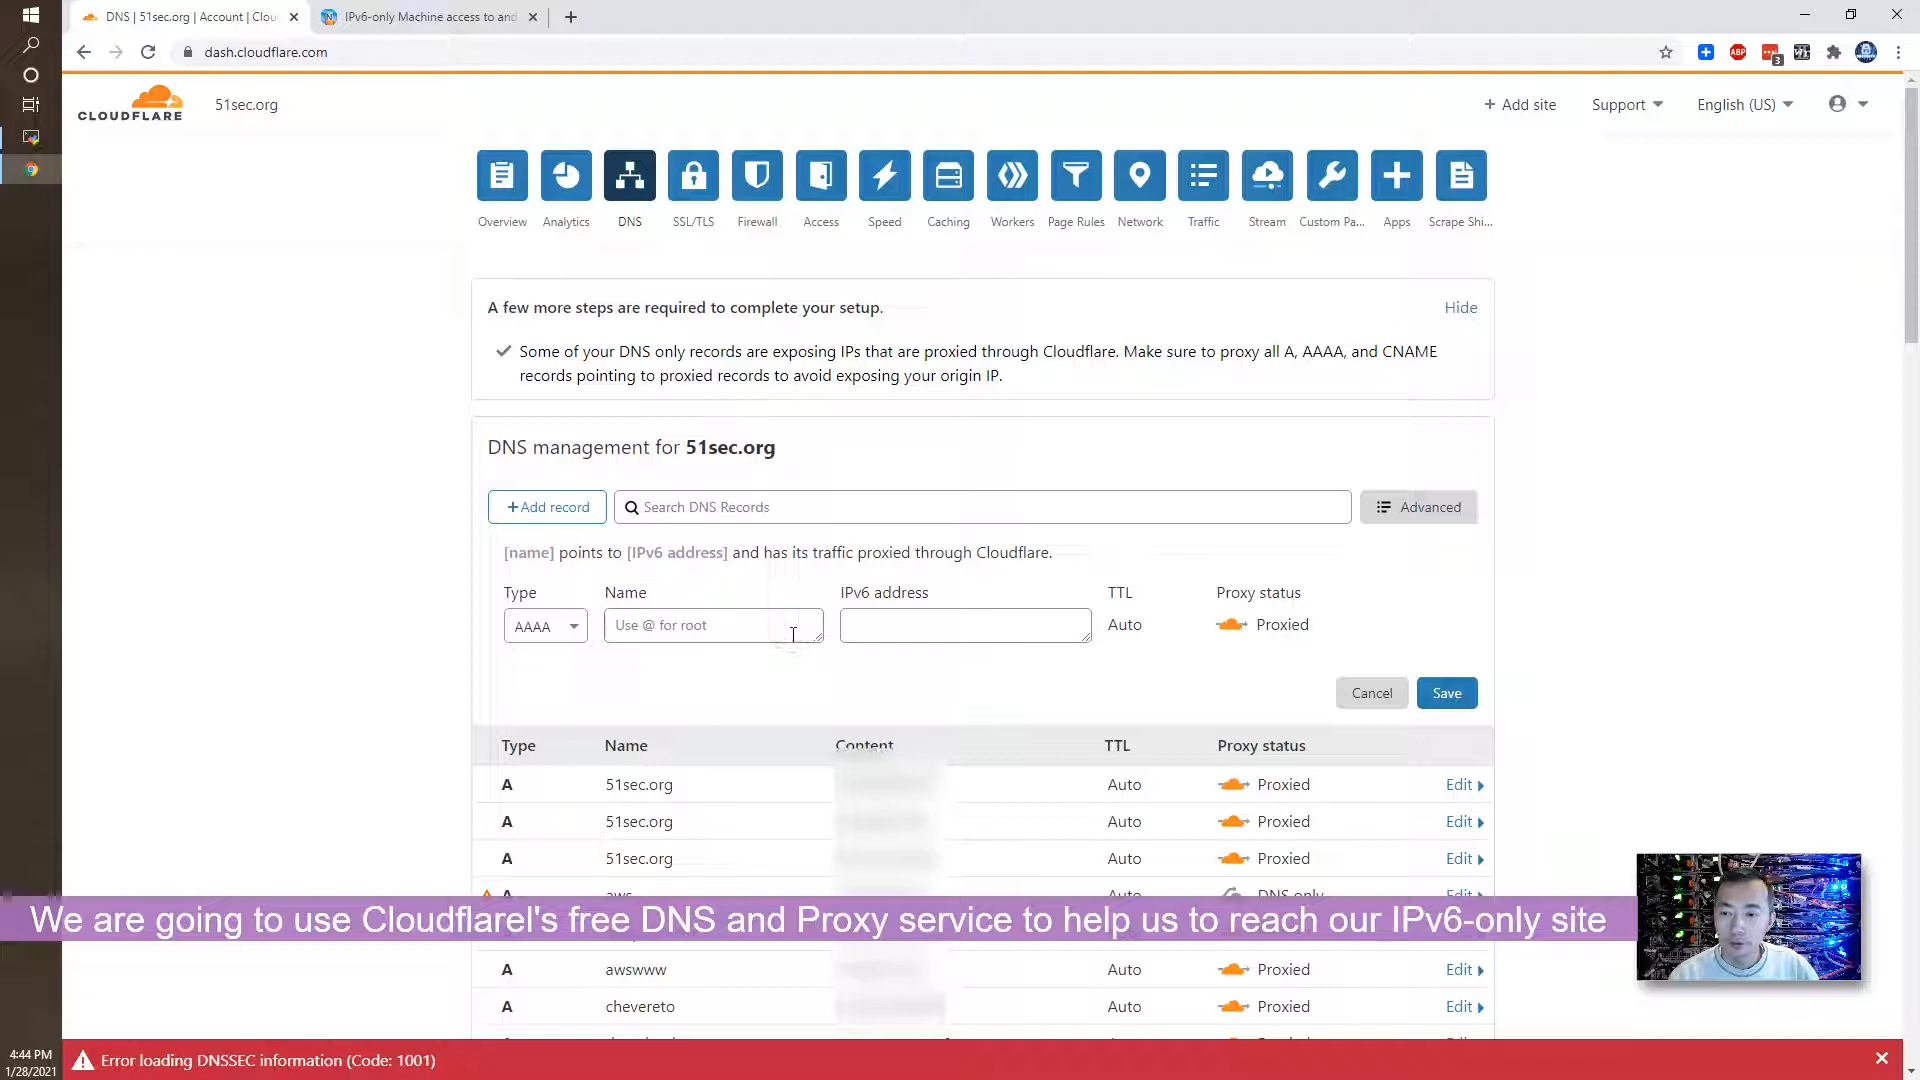 DNS | 51sec.org | Account | Clou
IPv6-only Machine access to and
dash.cloudflare.com
ABP
3
CLOUDFLARE
51sec.org
+ Add site
Support
English (US)
Overview
Analytics
DNS
SSL/TLS
Firewall
Access
Speed
Caching
Workers
Page Rules
Network
Traffic
Stream
Custom Pa...
Apps
Scrape Shi...
A few more steps are required to complete your setup.
Hide
Some of your DNS only records are exposing IPs that are proxied through Cloudflare. Make sure to proxy all A, AAAA, and CNAME
records pointing to proxied records to avoid exposing your origin IP.
DNS management for 51sec.org
+ Add record
Search DNS Records
Advanced
[name] points to [IPv6 address] and has its traffic proxied through Cloudflare.
Type
Name
IPv6 address
TTL
Proxy status
AAAA
Use @ for root
Auto
Proxied
Cancel
Save
Type Name Content TTL Proxy status
A 51sec.org Auto Proxied Edit
A 51sec.org Auto Proxied Edit
A 51sec.org Auto Proxied Edit
A aws Auto DNS only Edit
We are going to use Cloudflarel's free DNS and Proxy service to help us to reach our IPv6-only site
A awswww Auto Proxied Edit
A chevereto Auto Proxied Edit
Error loading DNSSEC information (Code: 1001)
4:44 PM
1/28/2021